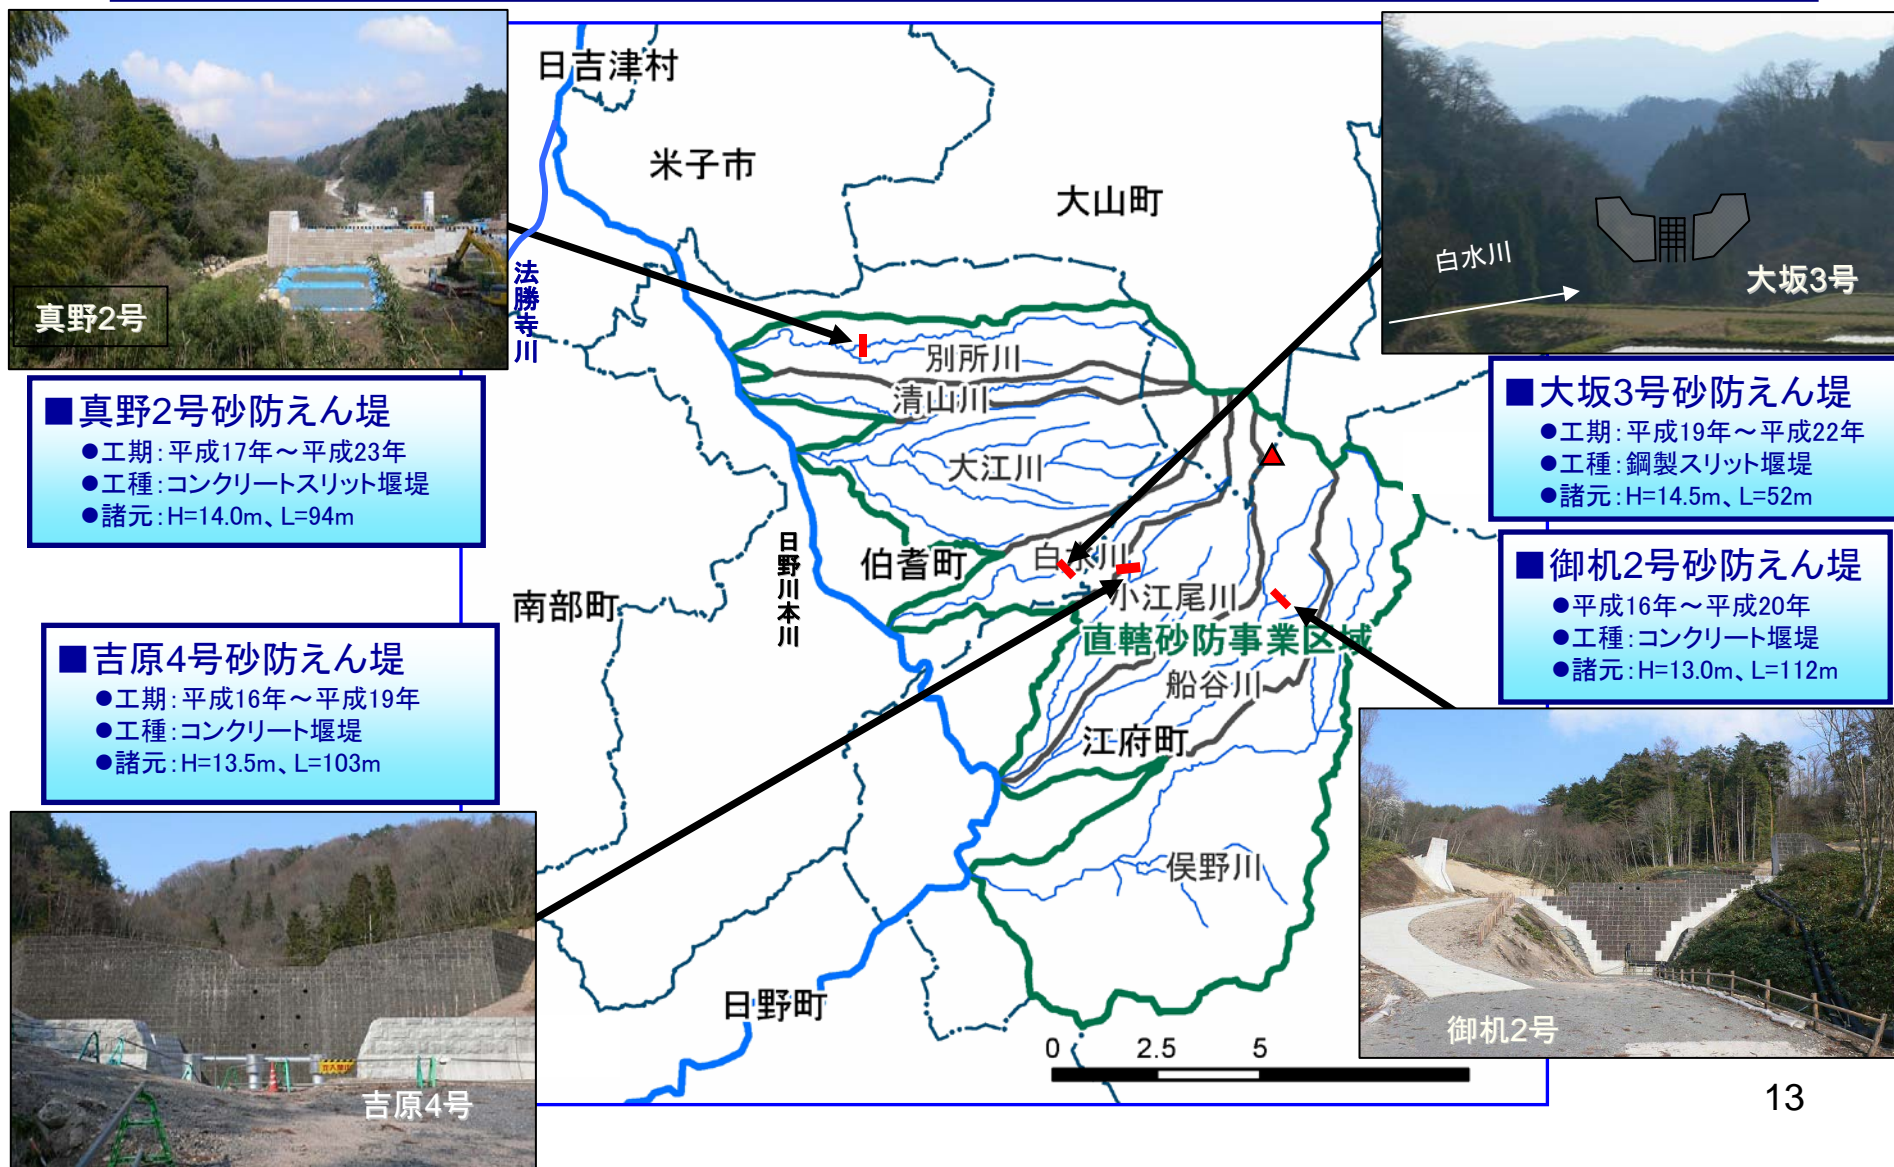 真野2号
■真野2号砂防えん堤
●工期：平成17年～平成23年
●工種：コンクリートスリット堰堤
●諸元：H=14.0m、L=94m
■吉原4号砂防えん堤
●工期：平成16年～平成19年
●工種：コンクリート堰堤
●諸元：H=13.5m、L=103m
立入禁止
吉原4号
日吉津村
米子市
大山町
法勝寺川
別所川
清山川
大江川
日野川本川
伯耆町
白水川
南部町
小江尾川
直轄砂防事業区域
船谷川
江府町
俣野川
日野町
0 2.5 5
白水川
大坂3号
■大坂3号砂防えん堤
●工期：平成19年～平成22年
●工種：鋼製スリット堰堤
●諸元：H=14.5m、L=52m
■御机2号砂防えん堤
●平成16年～平成20年
●工種：コンクリート堰堤
●諸元：H=13.0m、L=112m
御机2号
13